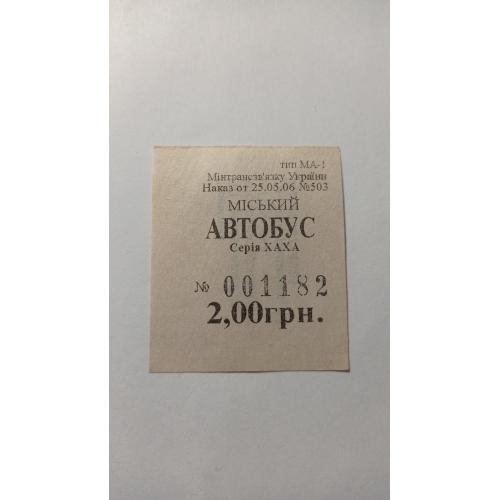 тип МА-1
Мінтрансзв'язку України
Наказ от 25.05.06 №503
МІСЬКИЙ
АВТОБУС
Серія ХАХА
№ 001182
2,00грн.